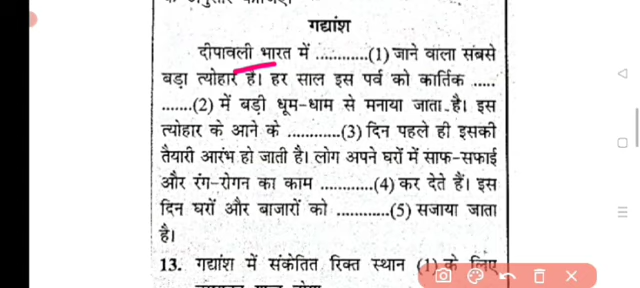 के अनुसार कीजिए।
गद्यांश
दीपावली भारत में ............(1) जाने वाला सबसे
बड़ा त्योहार है। हर साल इस पर्व को कार्तिक .....
.......(2) में बड़ी धूम-धाम से मनाया जाता है। इस
त्योहार के आने के ............(3) दिन पहले ही इसकी
तैयारी आरंभ हो जाती है। लोग अपने घरों में साफ-सफाई
और रंग-रोगन का काम ............(4) कर देते हैं। इस
दिन घरों और बाजारों को ............(5) सजाया जाता
है।
13. गद्यांश में संकेतित रिक्त स्थान (1) के लिए